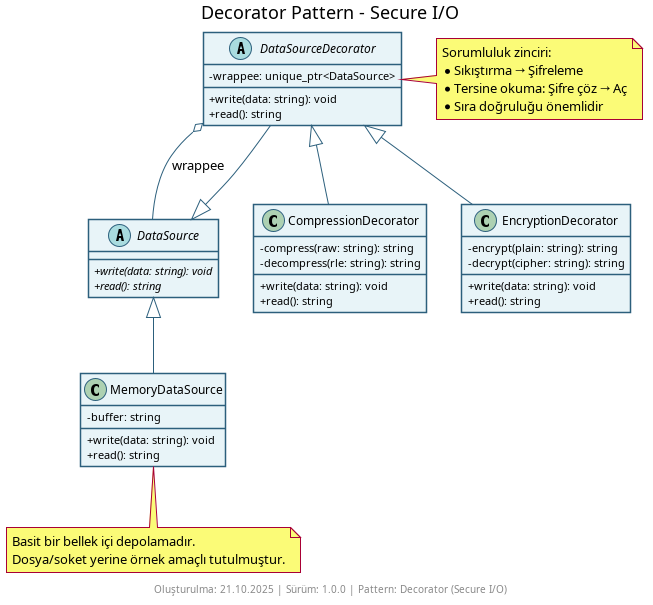 Decorator Pattern - Secure I/O
A DataSourceDecorator
-wrappee: unique_ptr<DataSource>
+write(data: string): void
+read(): string
Sorumluluk zinciri:
• Sıkıştırma → Şifreleme
• Tersine okuma: Şifre çöz → Aç
• Sıra doğruluğu önemlidir
wrappee
A DataSource
+write(data: string): void
+read(): string
C CompressionDecorator
-compress(raw: string): string
-decompress(rle: string): string
+write(data: string): void
+read(): string
C EncryptionDecorator
-encrypt(plain: string): string
-decrypt(cipher: string): string
+write(data: string): void
+read(): string
C MemoryDataSource
-buffer: string
+write(data: string): void
+read(): string
Basit bir bellek içi depolamadır.
Dosya/soket yerine örnek amaçlı tutulmuştur.
Oluşturulma: 21.10.2025 | Sürüm: 1.0.0 | Pattern: Decorator (Secure I/O)